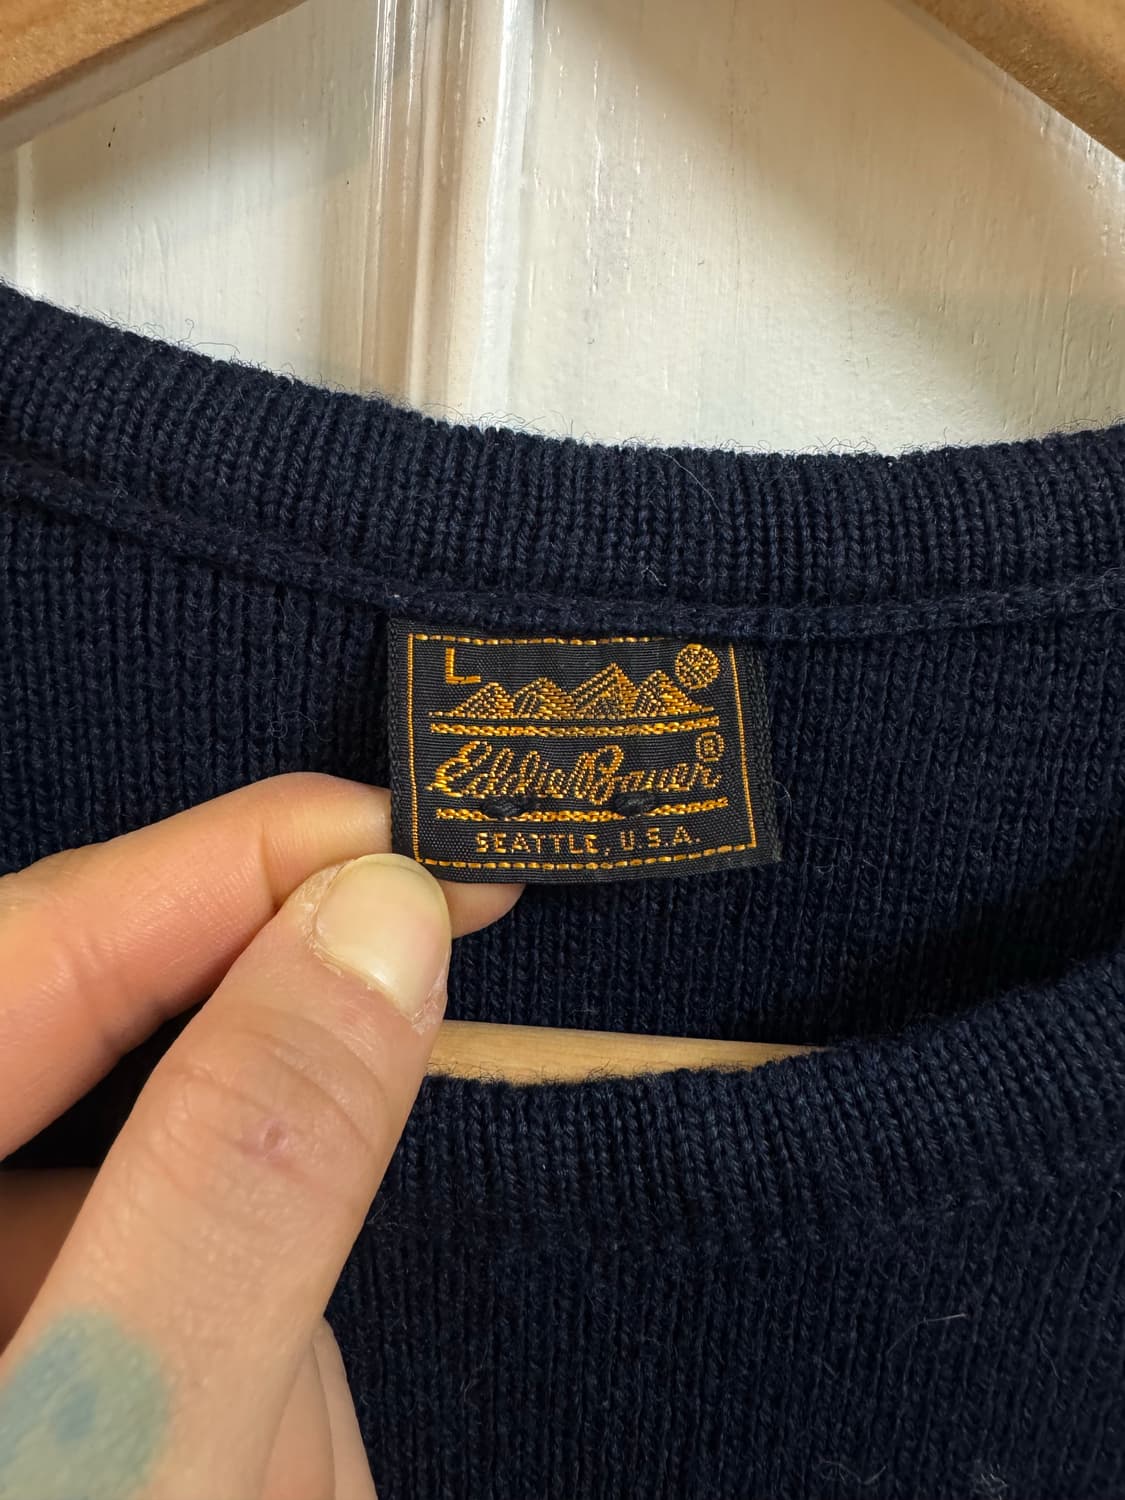 L
Eddie Bauer®
SEATTLE, U.S.A.